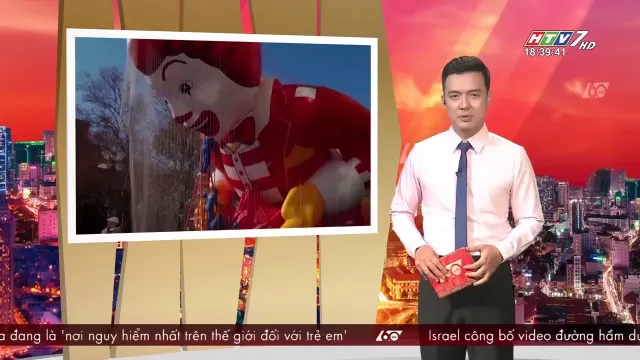 HTV7 HD
18:39:41
60
a đang là 'nơi nguy hiểm nhất trên thế giới đối với trẻ em' 60 Israel công bố video đường hầm d